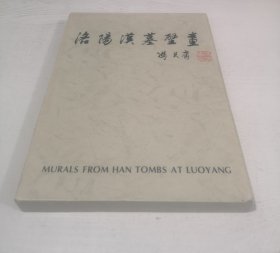 洛陽漢墓壁畫
MURALS FROM HAN TOMBS AT LUOYANG